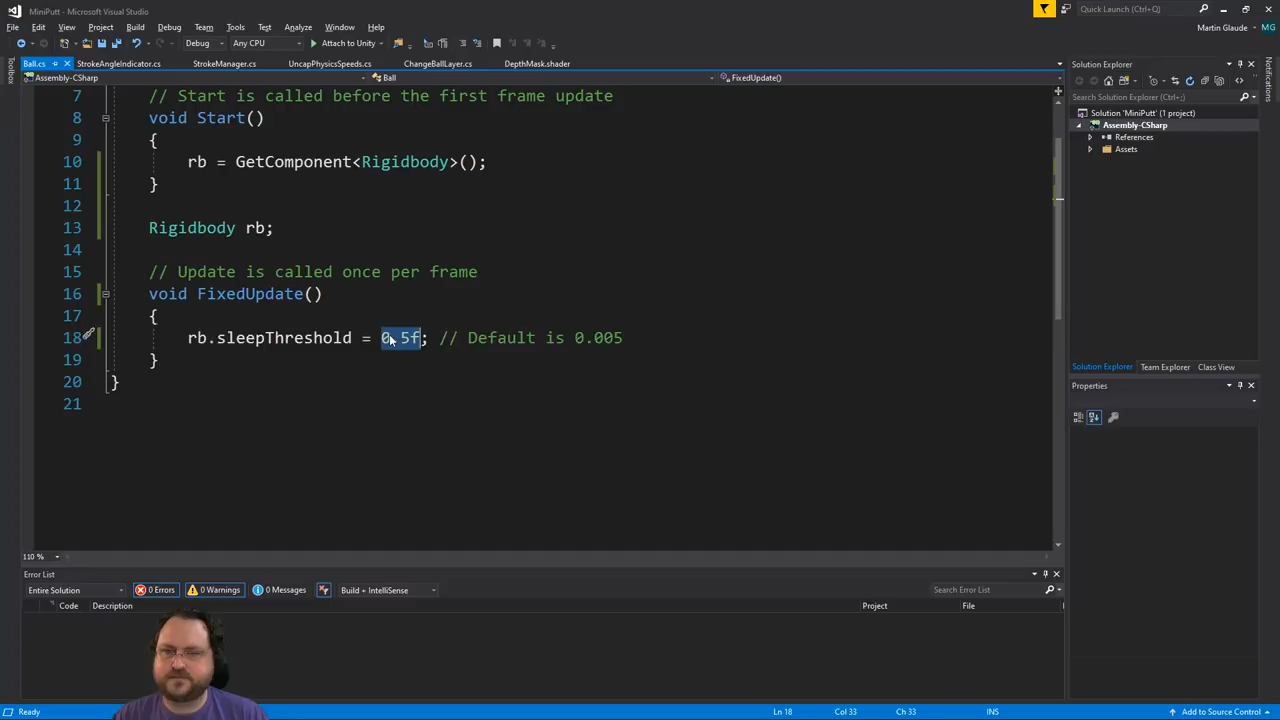 MiniPutt - Microsoft Visual Studio
Quick Launch (Ctrl+Q)
File Edit View Project Build Debug Team Tools Test Analyze Window Help
Martin Glaude MG
Debug Any CPU Attach to Unity
Toolbox
Ball.cs StrokeAngleIndicator.cs StrokeManager.cs UncapPhysicsSpeeds.cs ChangeBallLayer.cs DepthMask.shader
Assembly-CSharp Ball FixedUpdate()
7 // Start is called before the first frame update
8 void Start()
9 {
10 rb = GetComponent<Rigidbody>();
11 }
12
13 Rigidbody rb;
14
15 // Update is called once per frame
16 void FixedUpdate()
17 {
18 rb.sleepThreshold = 0.5f; // Default is 0.005
19 }
20 }
21
110 %
Solution Explorer
Search Solution Explorer (Ctrl+;)
Solution 'MiniPutt' (1 project)
Assembly-CSharp
References
Assets
Solution Explorer Team Explorer Class View
Properties
Notifications
Error List
Entire Solution 0 Errors 0 Warnings 0 Messages Build + IntelliSense Search Error List
Code Description Project File
Ready Ln 18 Col 33 Ch 33 INS Add to Source Control